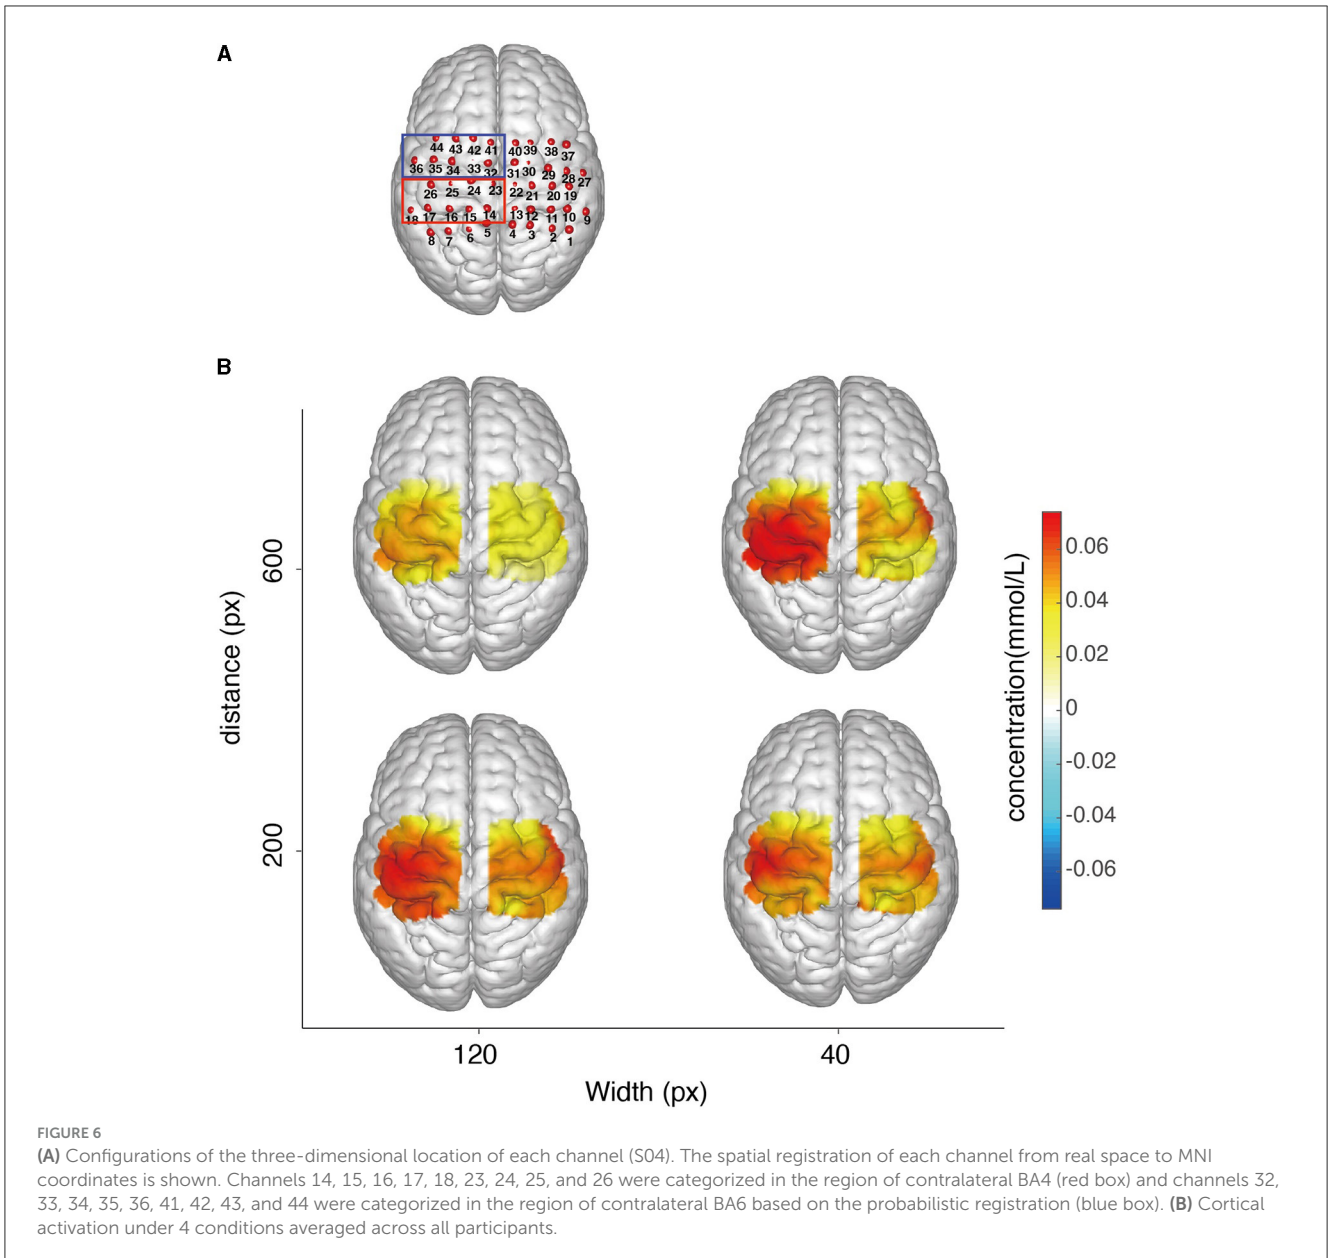 A
44 43 42 41 40 39 38 37
36 35 34 33 32 31 30 29 28 27
26 25 24 23 22 21 20 19
18 17 16 15 14 13 12 11 10 9
8 7 6 5 4 3 2 1
B
distance (px)
600
200
120
40
Width (px)
concentration(mmol/L)
0.06
0.04
0.02
0
-0.02
-0.04
-0.06
FIGURE 6
(A) Configurations of the three-dimensional location of each channel (S04). The spatial registration of each channel from real space to MNI
coordinates is shown. Channels 14, 15, 16, 17, 18, 23, 24, 25, and 26 were categorized in the region of contralateral BA4 (red box) and channels 32,
33, 34, 35, 36, 41, 42, 43, and 44 were categorized in the region of contralateral BA6 based on the probabilistic registration (blue box). (B) Cortical
activation under 4 conditions averaged across all participants.